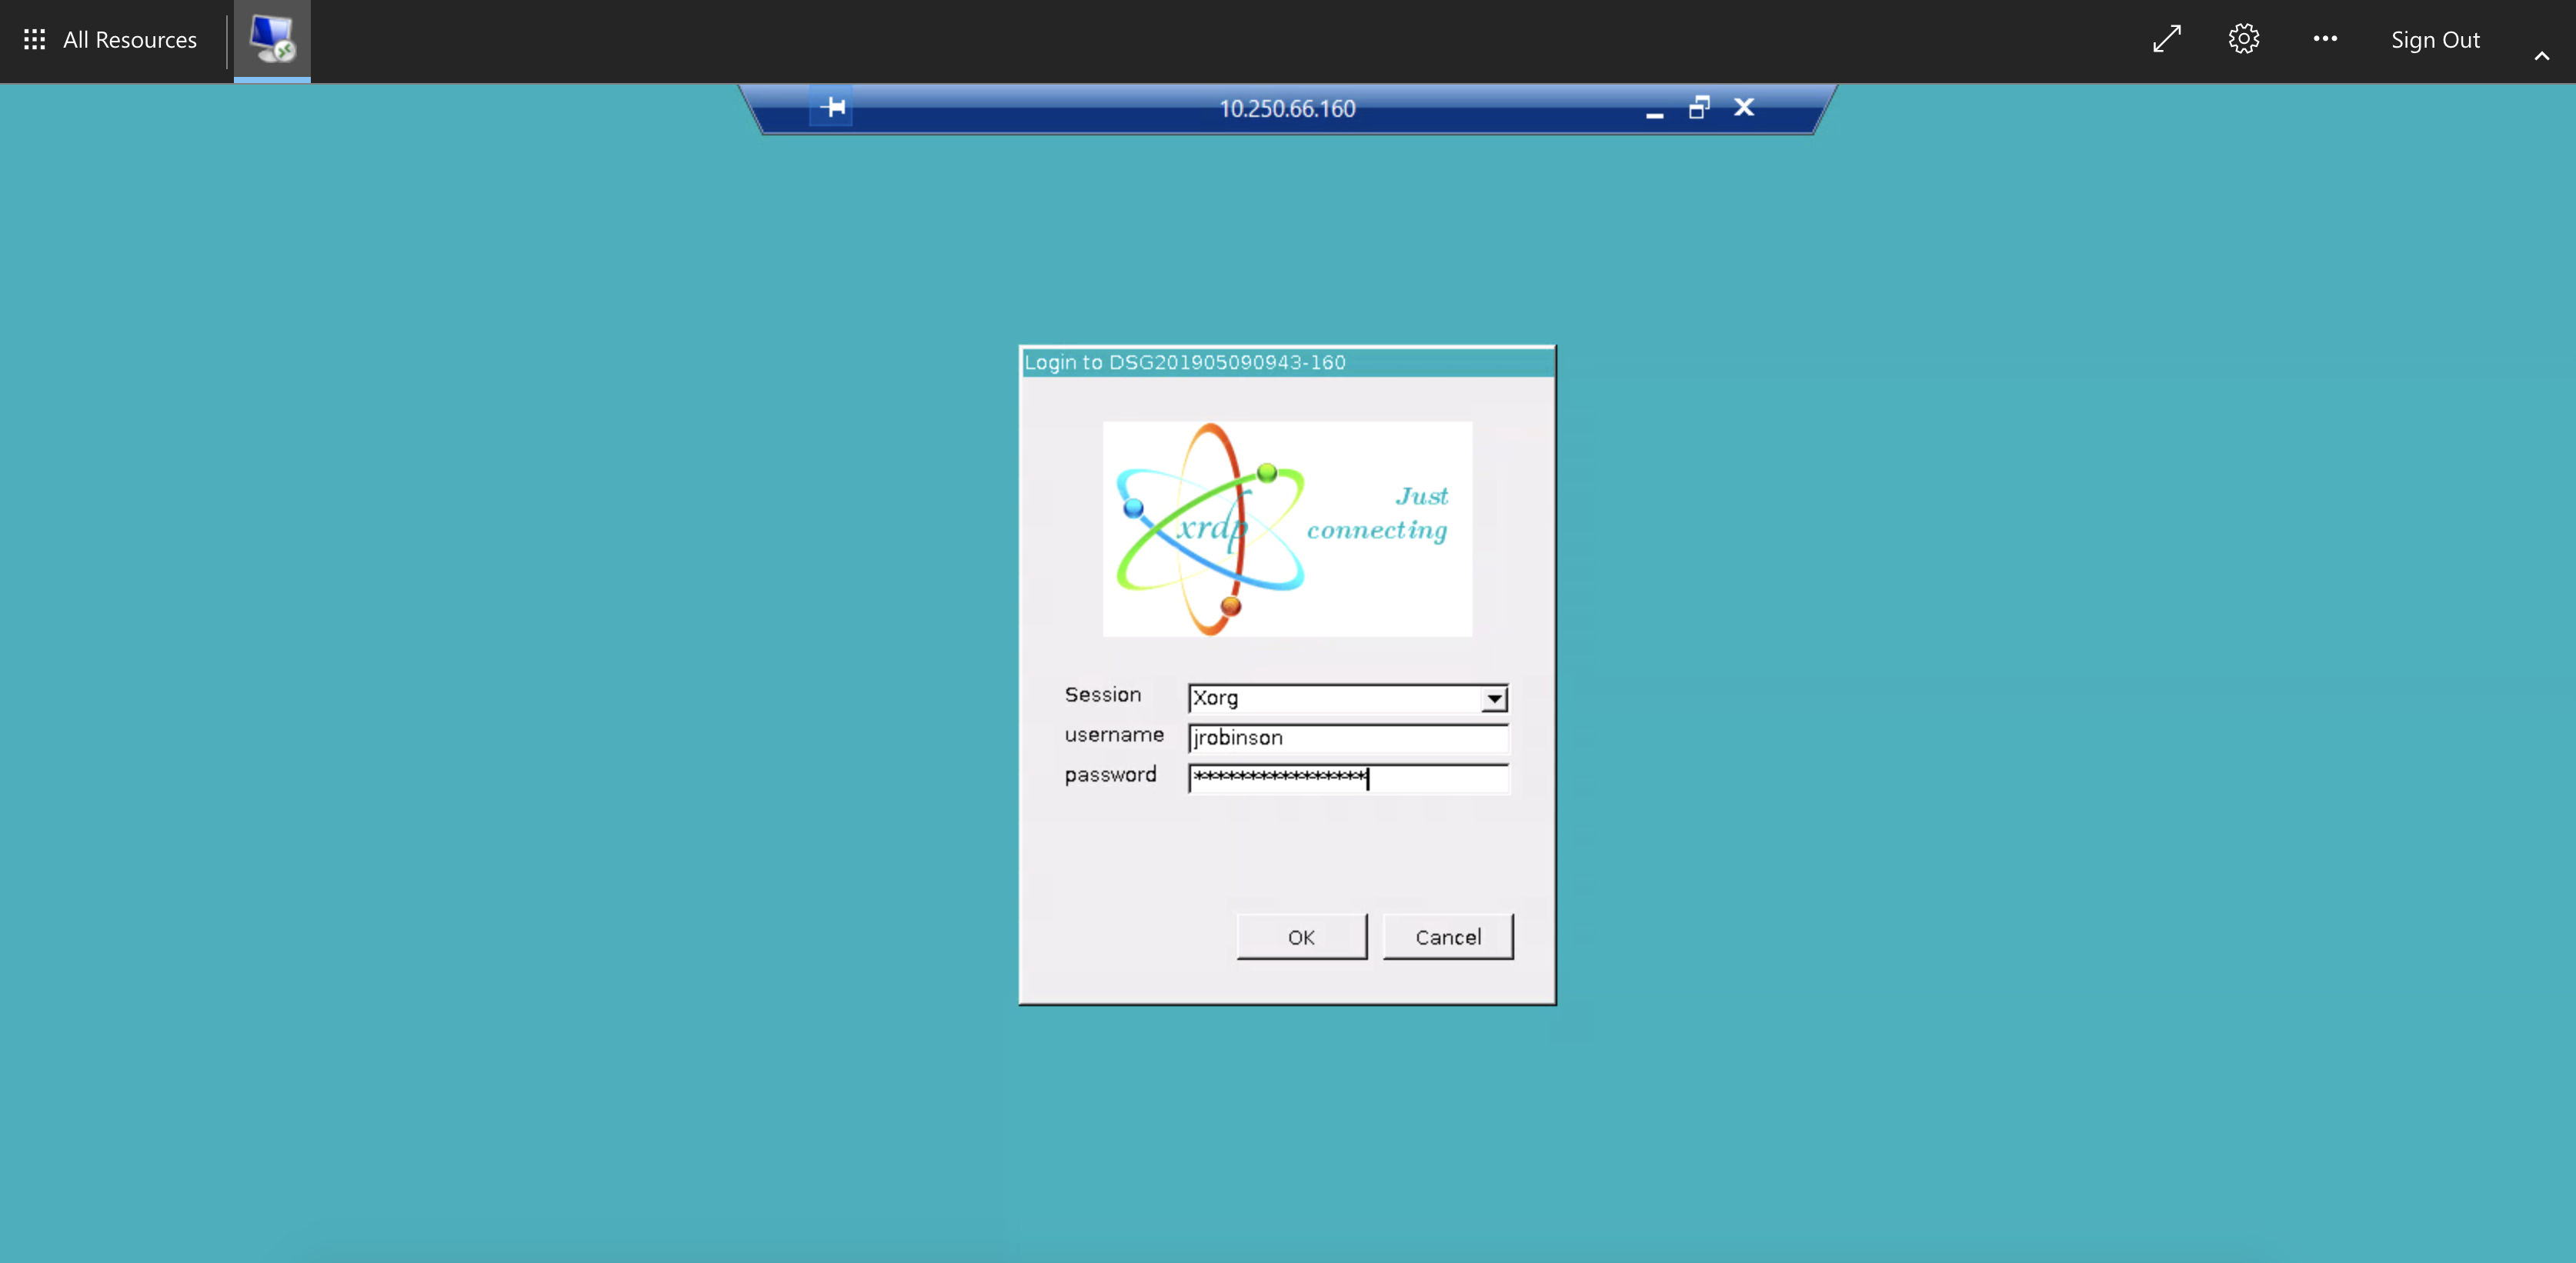 All Resources
Sign Out
10.250.66.160
Login to DSG201905090943-160
xrdp
Just
connecting
Session
Xorg
username
jrobinson
password
****************
OK
Cancel